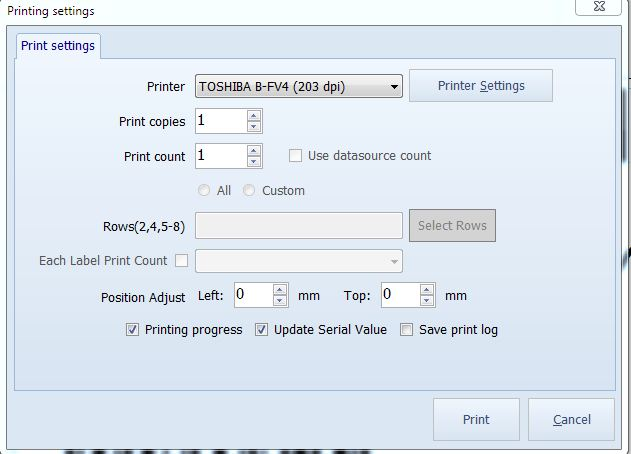 Printing settings
Print settings
Printer TOSHIBA B-FV4 (203 dpi) Printer Settings
Print copies 1
Print count 1 Use datasource count
All Custom
Rows(2,4,5-8) Select Rows
Each Label Print Count
Position Adjust Left: 0 mm Top: 0 mm
Printing progress Update Serial Value Save print log
Print Cancel